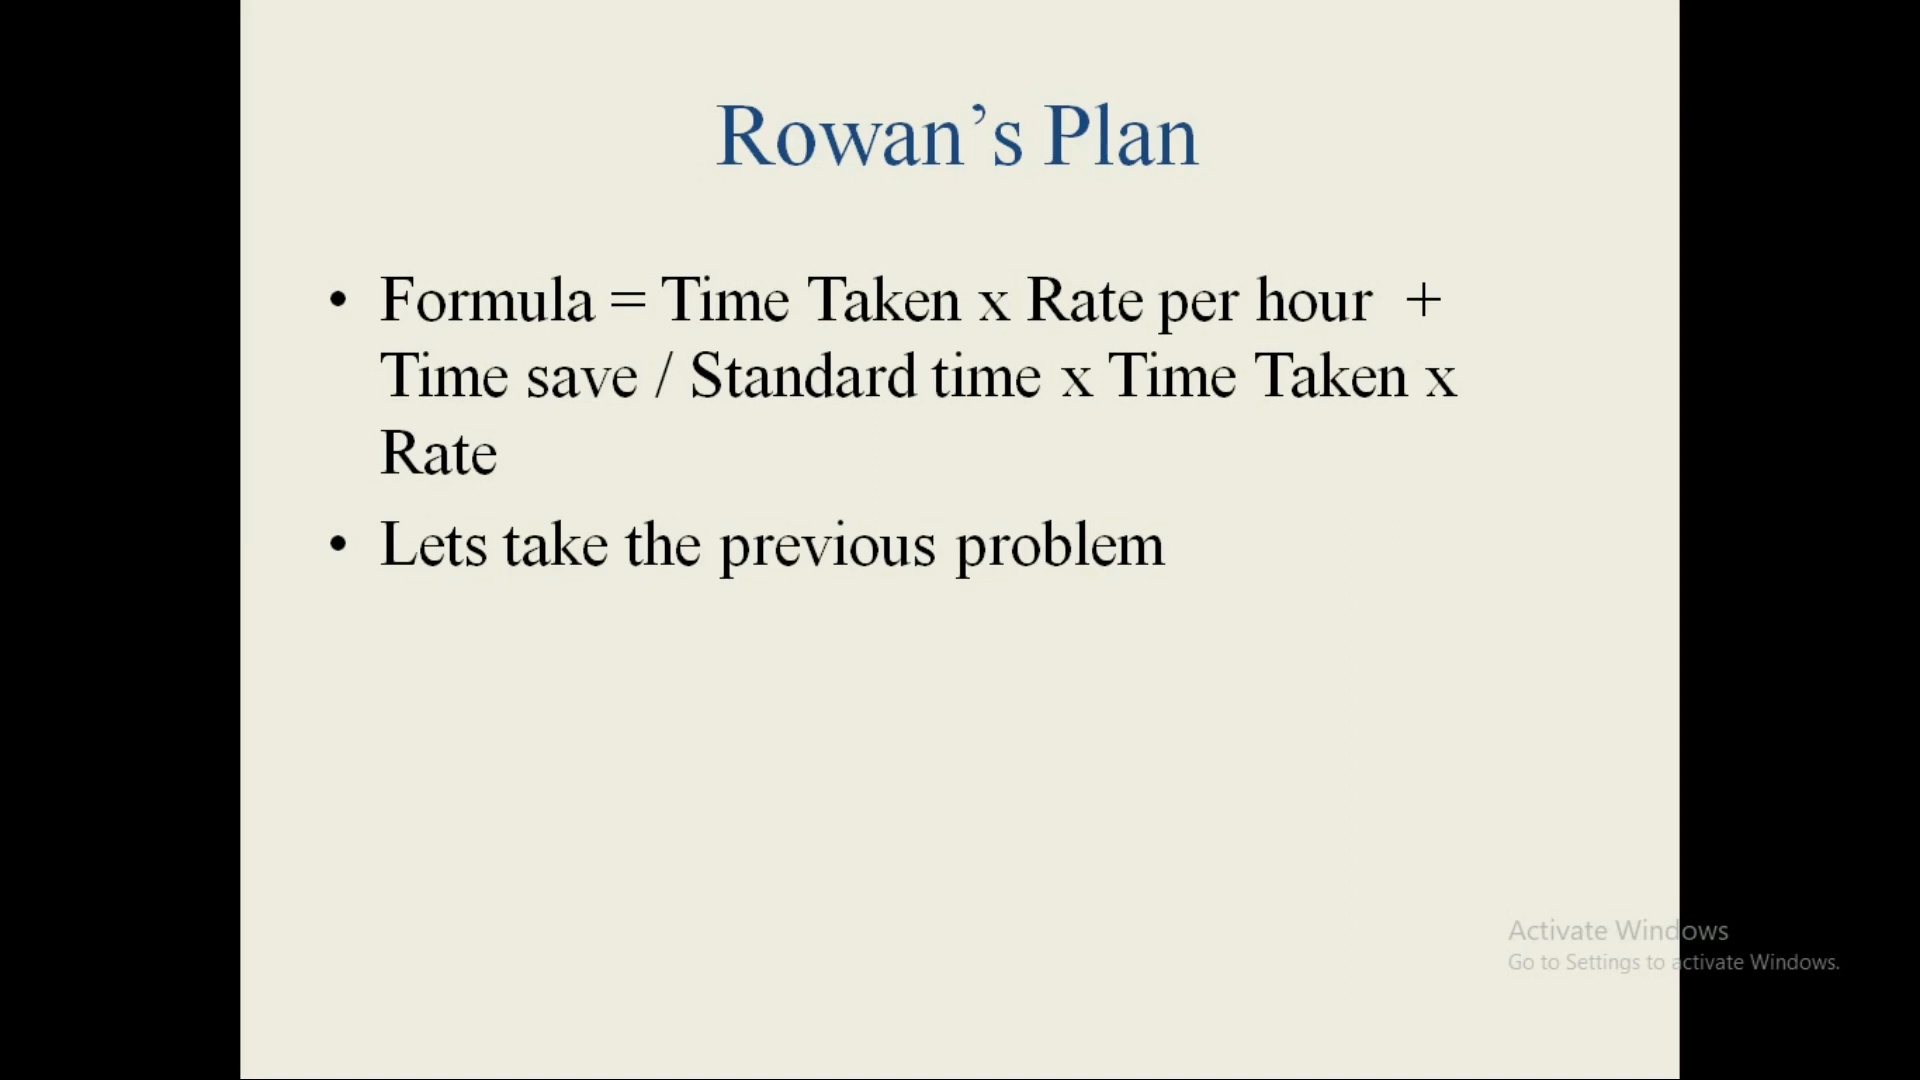 Rowan’s Plan
• Formula = Time Taken x Rate per hour +
Time save / Standard time x Time Taken x
Rate
• Lets take the previous problem
Activate Windows
Go to Settings to activate Windows.